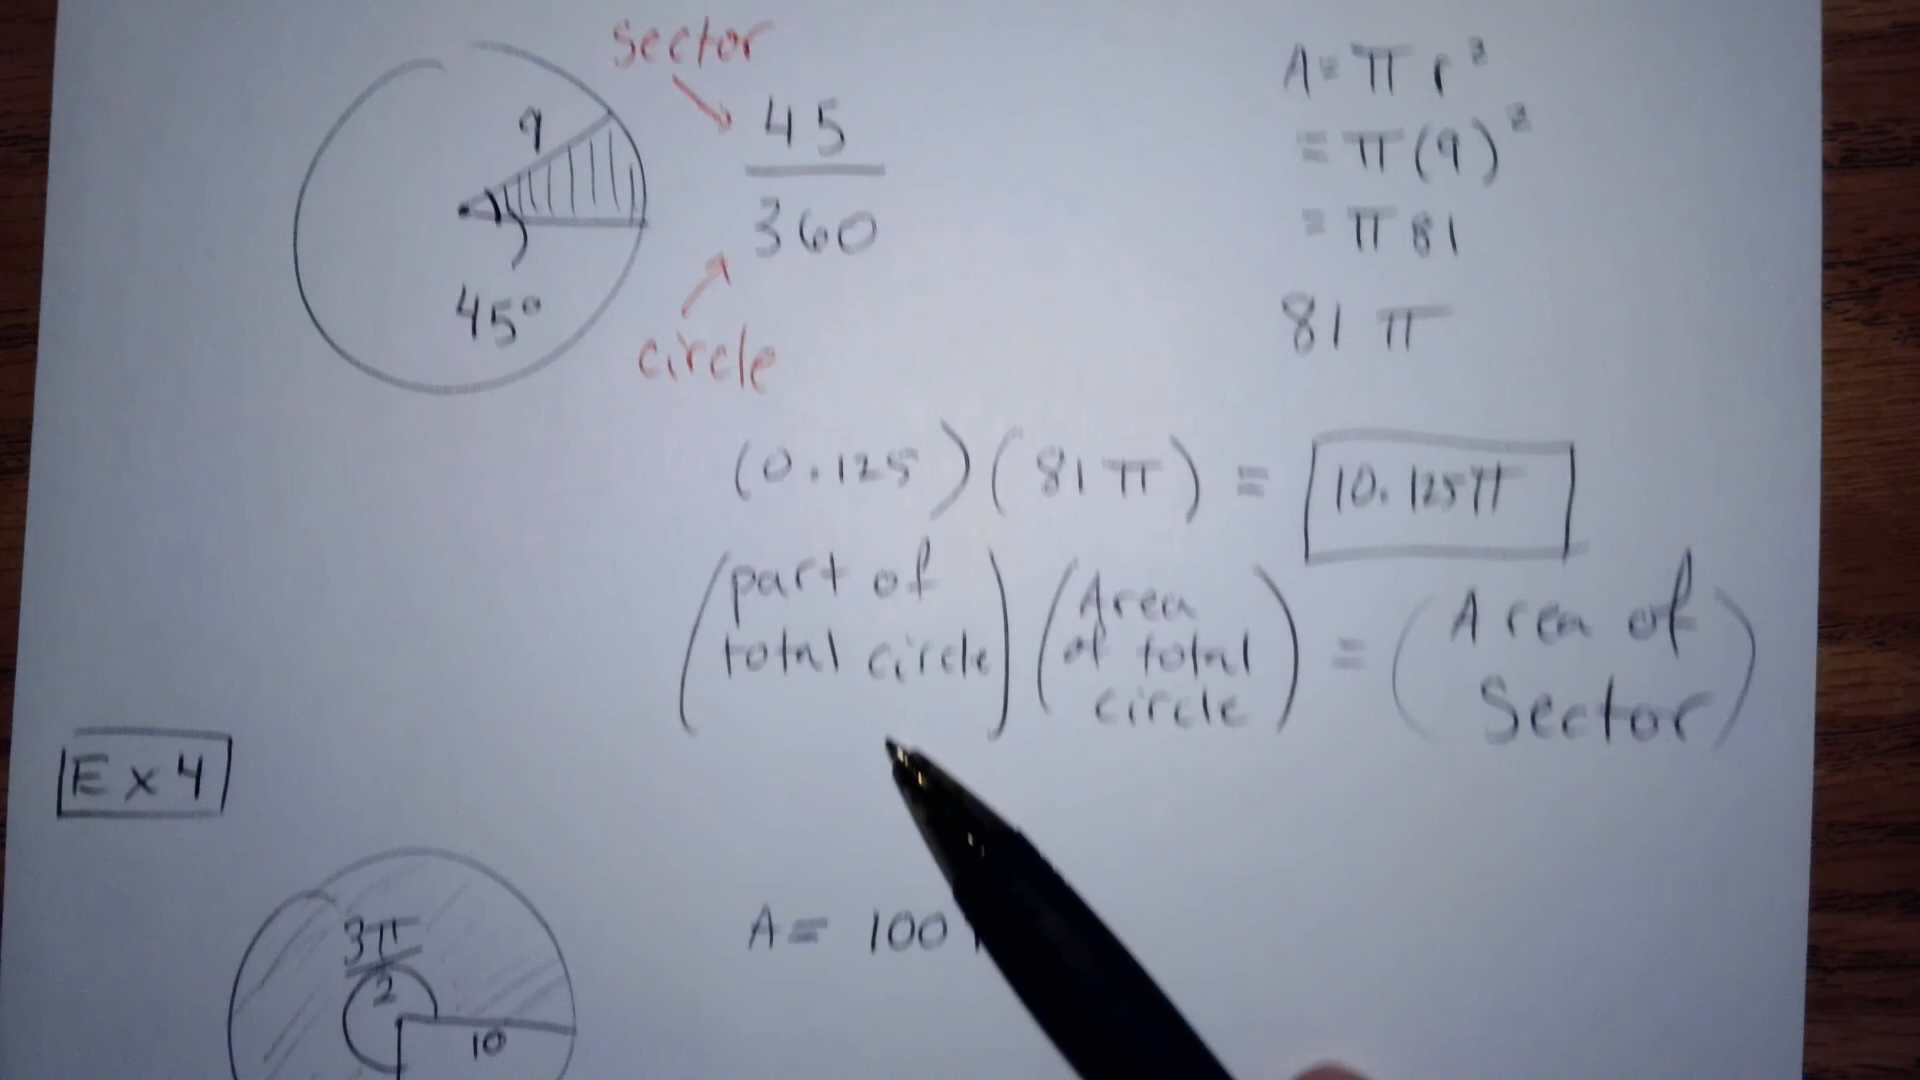 sector
9
45
360
45°
circle
A = π r²
= π(9)²
= π 81
81 π
(0.125)(81π) = 10.125π
(part of total circle)(Area of total circle) = (Area of Sector)
Ex 4
3π
2
10
A = 100